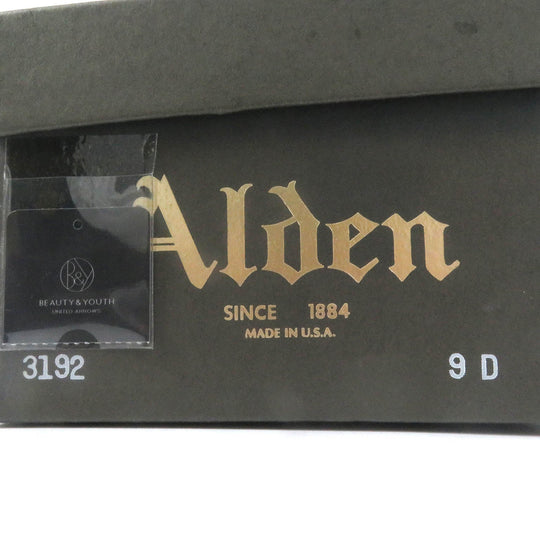 Alden
SINCE 1884
MADE IN U.S.A.
B&Y
BEAUTY & YOUTH
UNITED ARROWS
3192
9 D